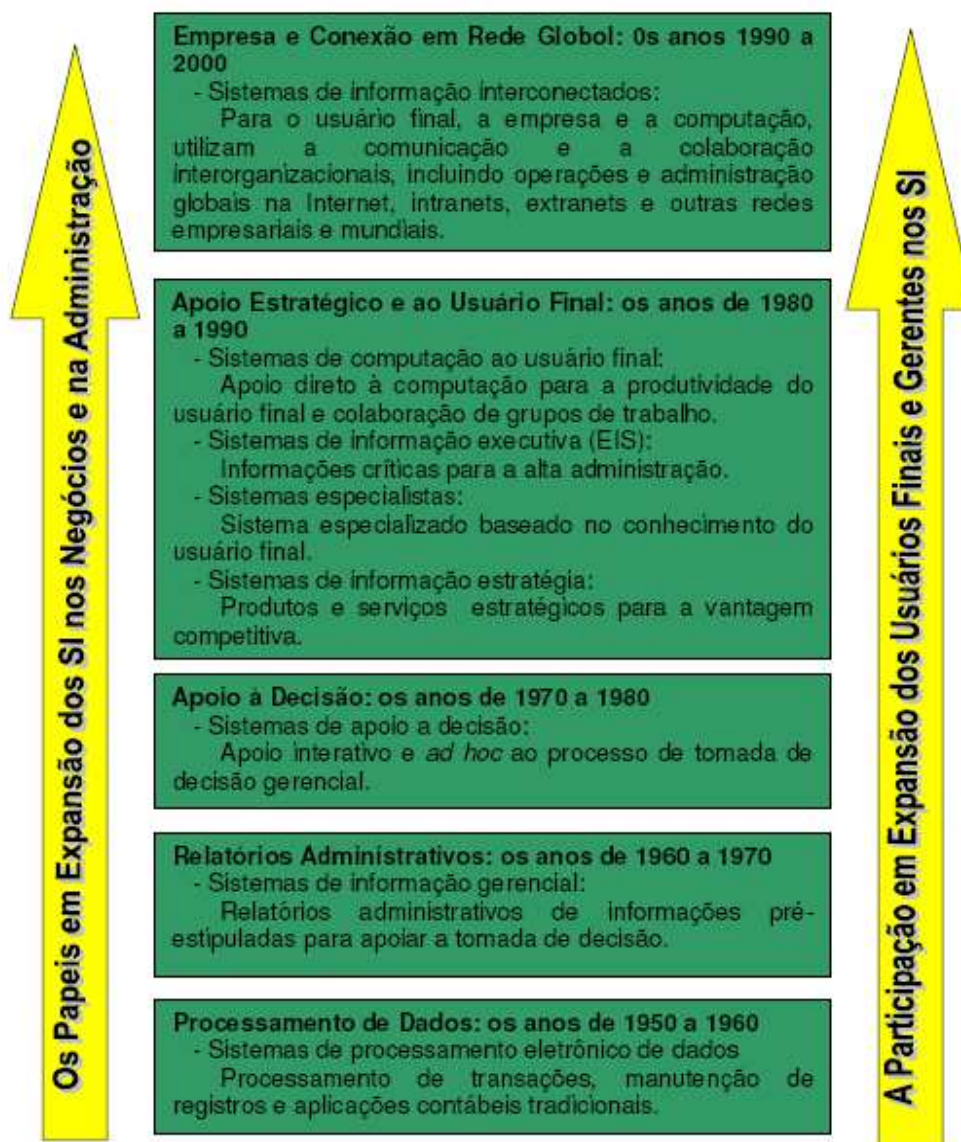 Os Papeis em Expansão dos SI nos Negócios e na Administração
Empresa e Conexão em Rede Globol: 0s anos 1990 a
2000
- Sistemas de informação interconectados:
Para o usuário final, a empresa e a computação,
utilizam a comunicação e a colaboração
interorganizacionais, incluindo operações e administração
globais na Internet, intranets, extranets e outras redes
empresariais e mundiais.
Apoio Estratégico e ao Usuário Final: os anos de 1980
a 1990
- Sistemas de computação ao usuário final:
Apoio direto à computação para a produtividade do
usuário final e colaboração de grupos de trabalho.
- Sistemas de informação executiva (EIS):
Informações críticas para a alta administração.
- Sistemas especialistas:
Sistema especializado baseado no conhecimento do
usuário final.
- Sistemas de informação estratégia:
Produtos e serviços estratégicos para a vantagem
competitiva.
Apoio à Decisão: os anos de 1970 a 1980
- Sistemas de apoio a decisão:
Apoio interativo e ad hoc ao processo de tomada de
decisão gerencial.
Relatórios Administrativos: os anos de 1960 a 1970
- Sistemas de informação gerencial:
Relatórios administrativos de informações pré-
estipuladas para apoiar a tomada de decisão.
Processamento de Dados: os anos de 1950 a 1960
- Sistemas de processamento eletrônico de dados
Processamento de transações, manutenção de
registros e aplicações contábeis tradicionais.
A Participação em Expansão dos Usuários Finais e Gerentes nos SI